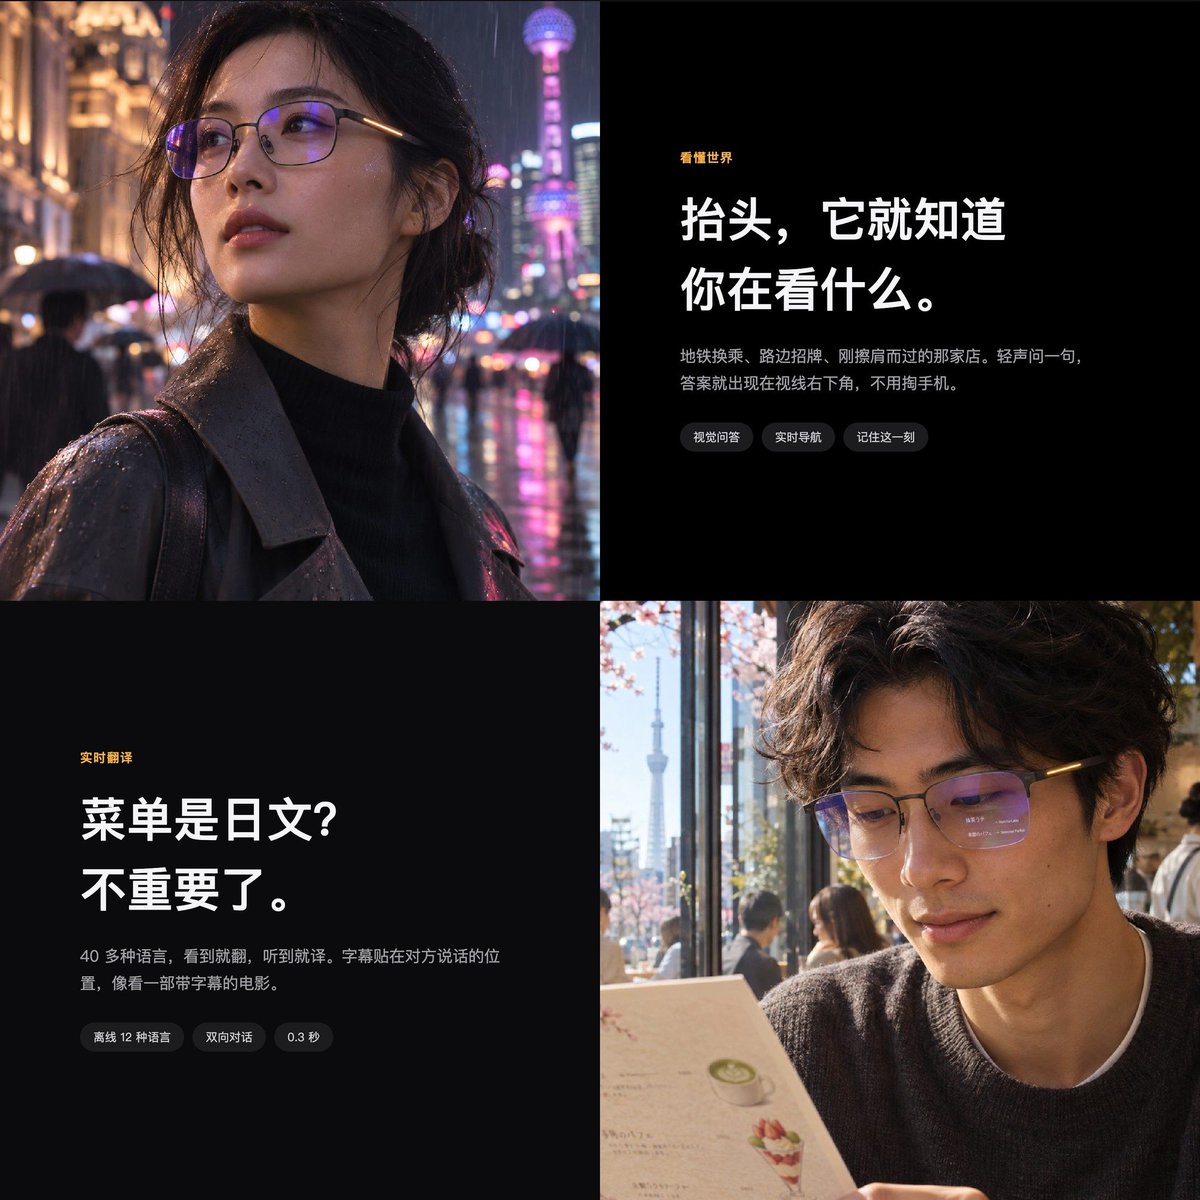 看懂世界
抬头，它就知道
你在看什么。
地铁换乘、路边招牌、刚擦肩而过的那家店。轻声问一句，
答案就出现在视线右下角，不用掏手机。
视觉问答
实时导航
记住这一刻
实时翻译
菜单是日文？
不重要了。
40 多种语言，看到就翻，听到就译。字幕贴在对方说话的位
置，像看一部带字幕的电影。
离线 12 种语言
双向对话
0.3 秒